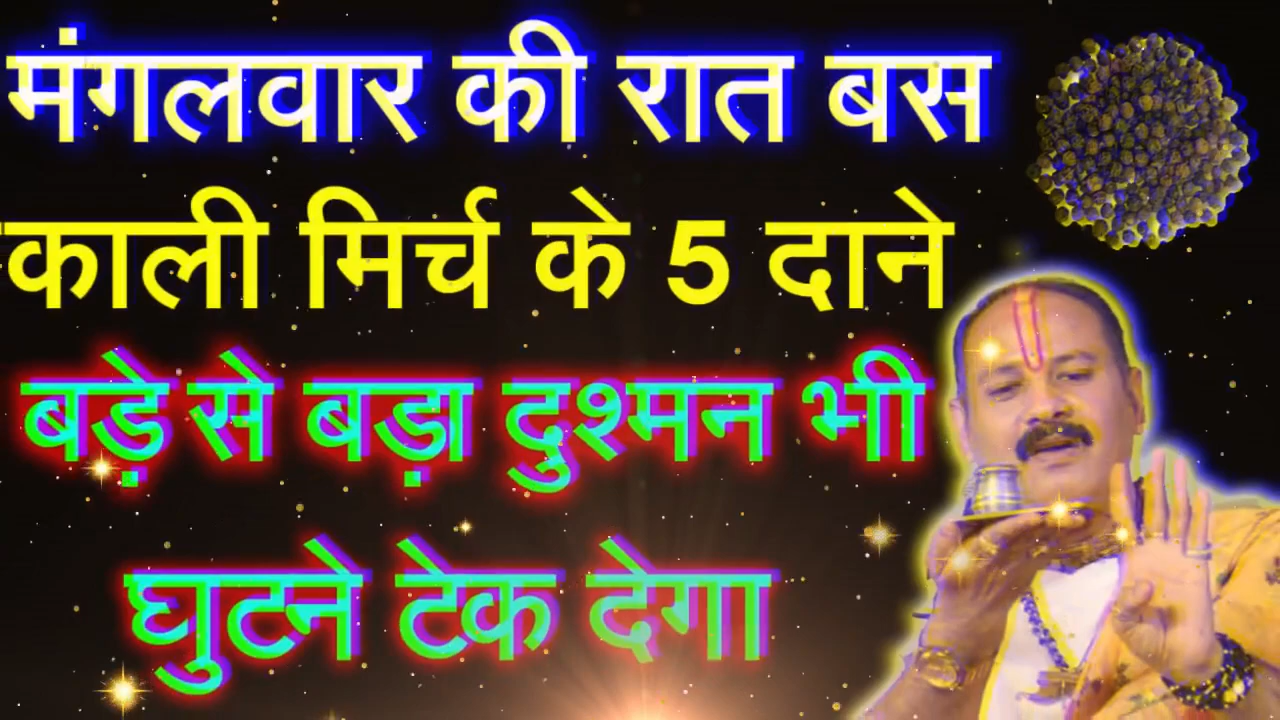 मंगलवार की रात बस
काली मिर्च के 5 दाने
बड़े से बड़ा दुश्मन भी
घुटने टेक देगा